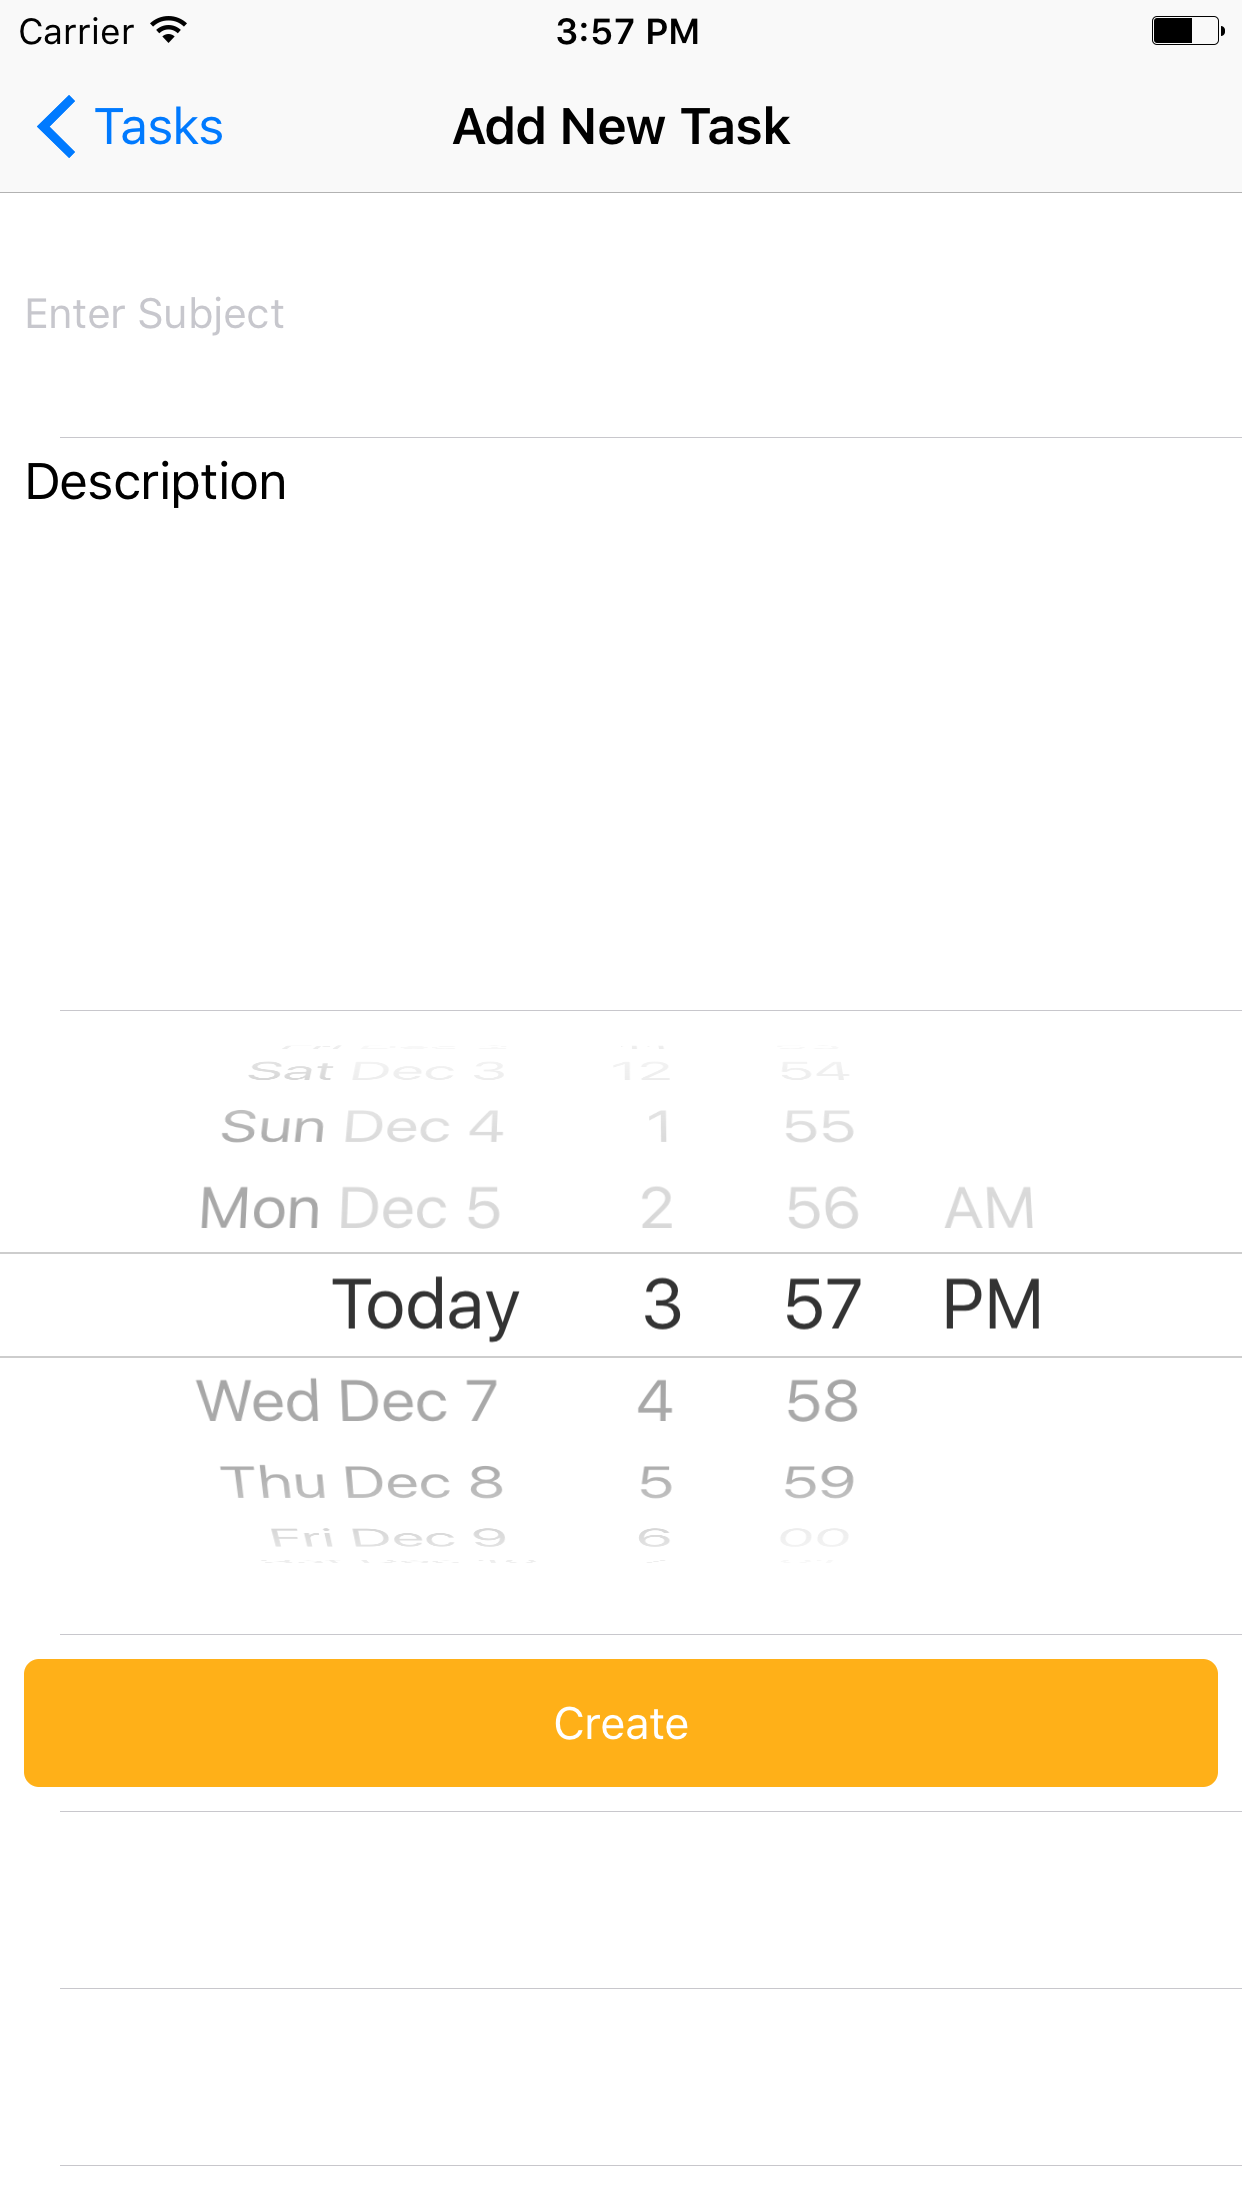 Carrier 3:57 PM
Tasks Add New Task
Enter Subject
Description
Sat Dec 3 12 54
Sun Dec 4 1 55
Mon Dec 5 2 56 AM
Today 3 57 PM
Wed Dec 7 4 58
Thu Dec 8 5 59
Fri Dec 9 6 00
Create